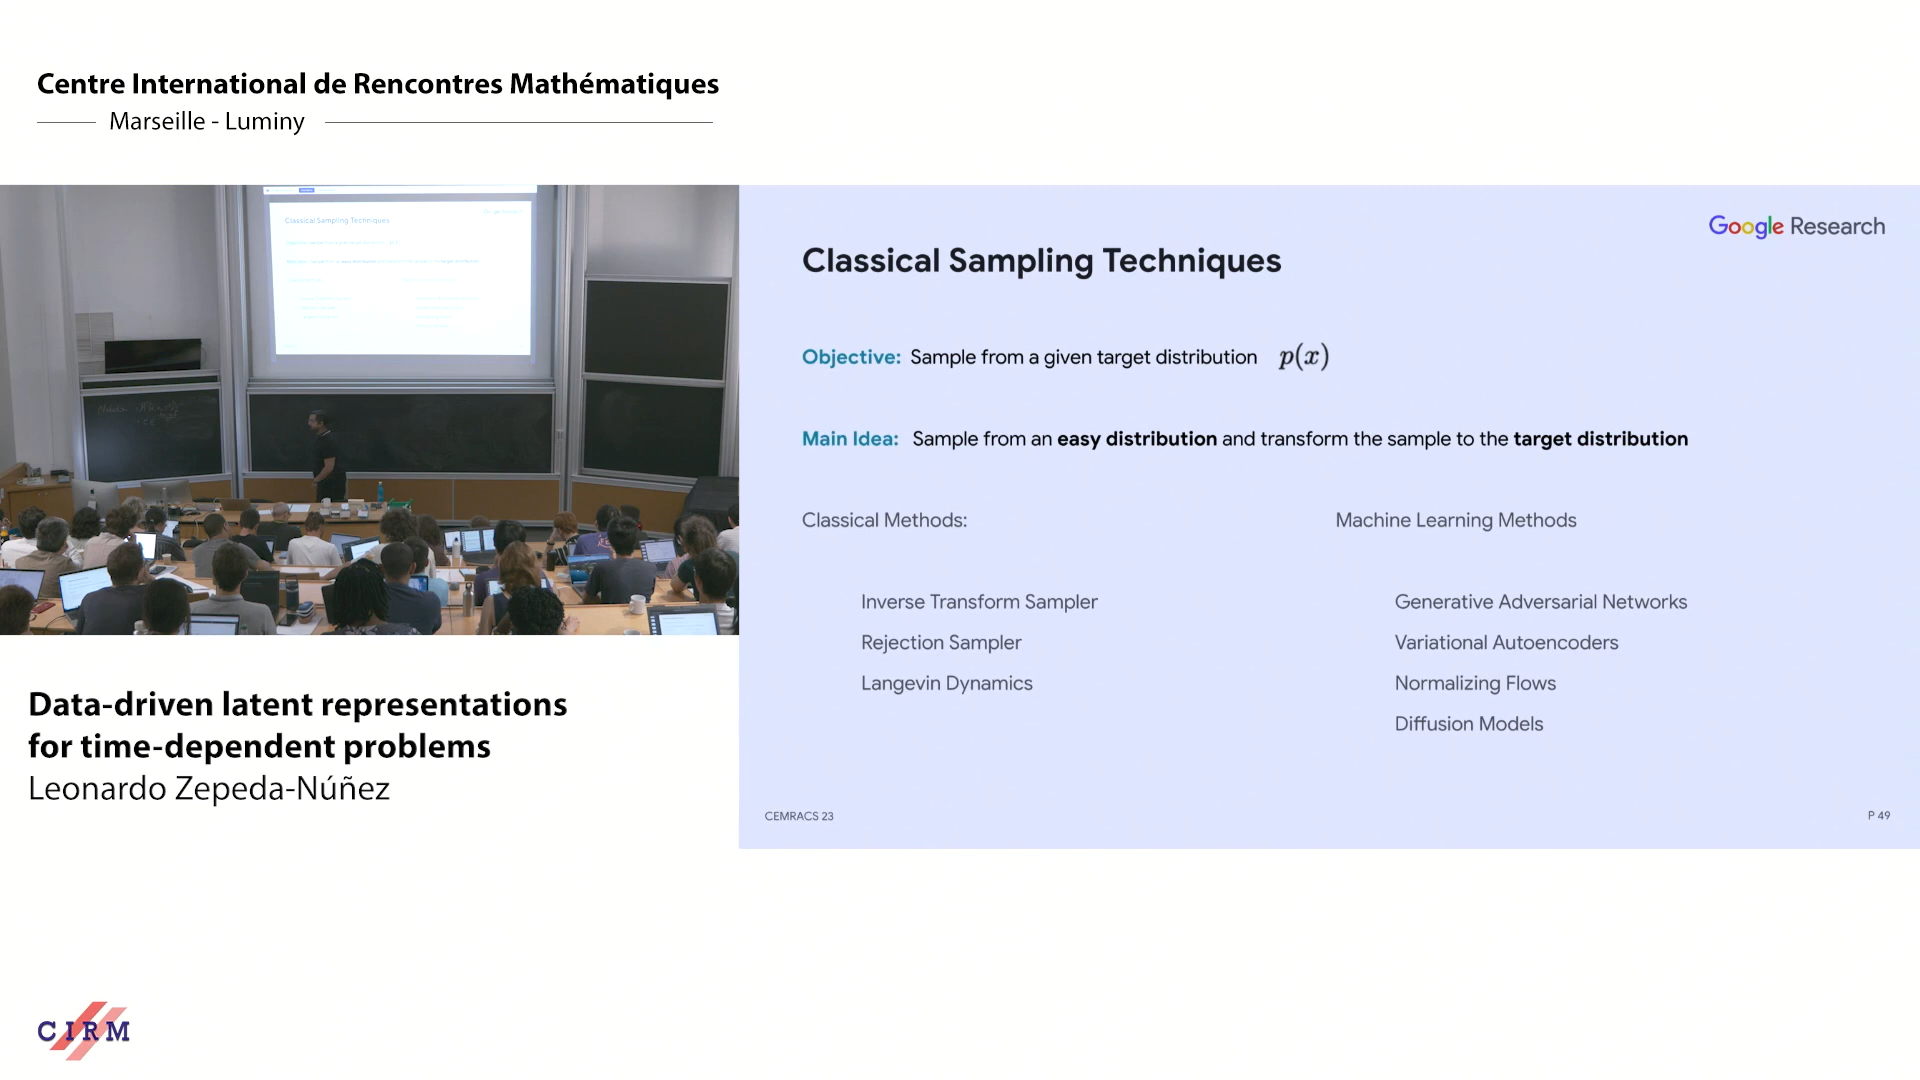 Centre International de Rencontres Mathématiques
Marseille - Luminy
Classical Sampling Techniques
Data-driven latent representations
for time-dependent problems
Leonardo Zepeda-Núñez
CIRM
Google Research
Classical Sampling Techniques
Objective: Sample from a given target distribution p(x)
Main Idea: Sample from an easy distribution and transform the sample to the target distribution
Classical Methods:
Inverse Transform Sampler
Rejection Sampler
Langevin Dynamics
Machine Learning Methods
Generative Adversarial Networks
Variational Autoencoders
Normalizing Flows
Diffusion Models
CEMRACS 23
P 49